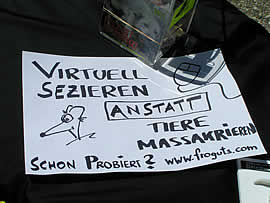 VIRTUELL
SEZIEREN
ANSTATT
TIERE
MASSAKRIEREN
SCHON PROBIERT? www.froguts.com